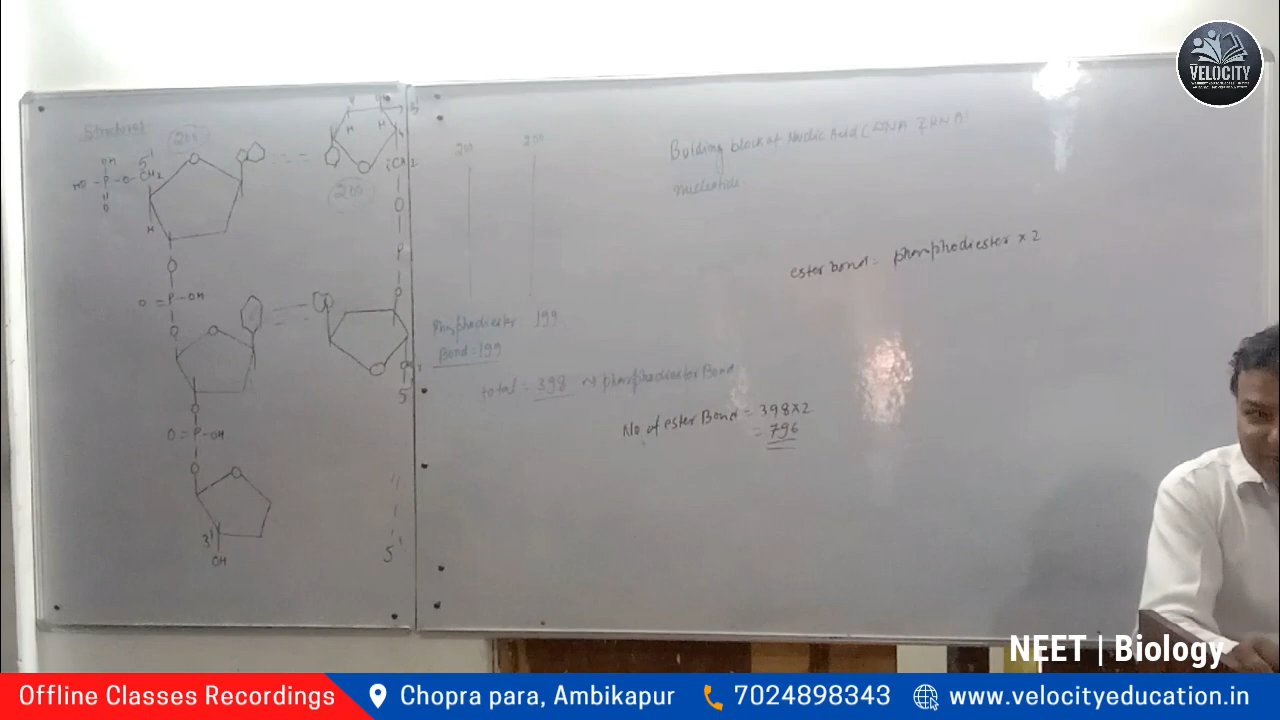 Structural
200
5'
OH
HO-P-O-CH2
O
H
O
O=P-OH
O
O
O=P-OH
O
3'
OH
200
5'
5'
200 200
Phosphodiester 199
Bond=199
total = 398 → phosphodiester Bond
No of ester Bond = 398×2
= 796
Building block of Nucleic Acid (DNA & RNA)
nucleotide
ester bond = phosphodiester × 2
VELOCITY
NEET | Biology
Offline Classes Recordings
Chopra para, Ambikapur
7024898343
www.velocityeducation.in